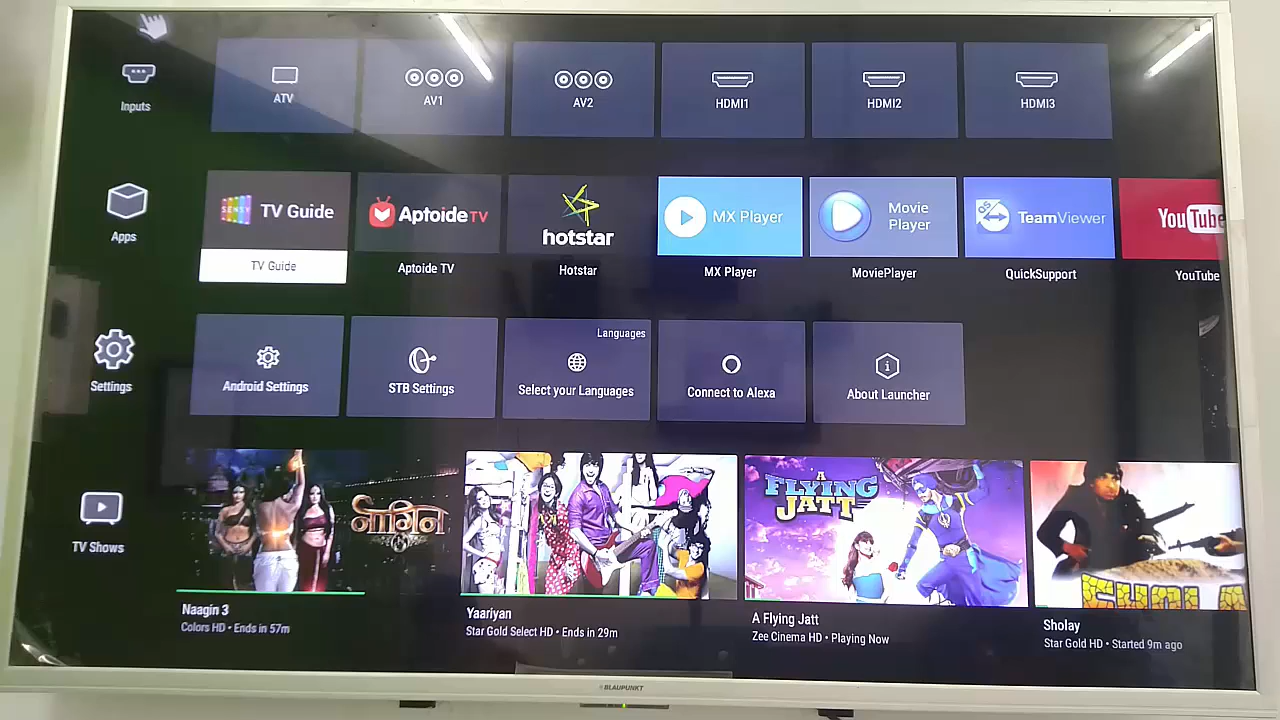 Inputs
ATV
AV1
AV2
HDMI1
HDMI2
HDMI3
Apps
SENSY
TV Guide
TV Guide
Aptoide TV
Aptoide TV
hotstar
Hotstar
MX Player
MX Player
Movie
Player
MoviePlayer
QS
TeamViewer
QuickSupport
YouTube
YouTube
Settings
Android Settings
STB Settings
Languages
Select your Languages
Connect to Alexa
About Launcher
TV Shows
नागिन
3
Naagin 3
Colors HD • Ends in 57m
Yaariyan
Star Gold Select HD • Ends in 29m
A
FLYING
JATT
A Flying Jatt
Zee Cinema HD • Playing Now
Sholay
Star Gold HD • Started 9m ago
BLAUPUNKT